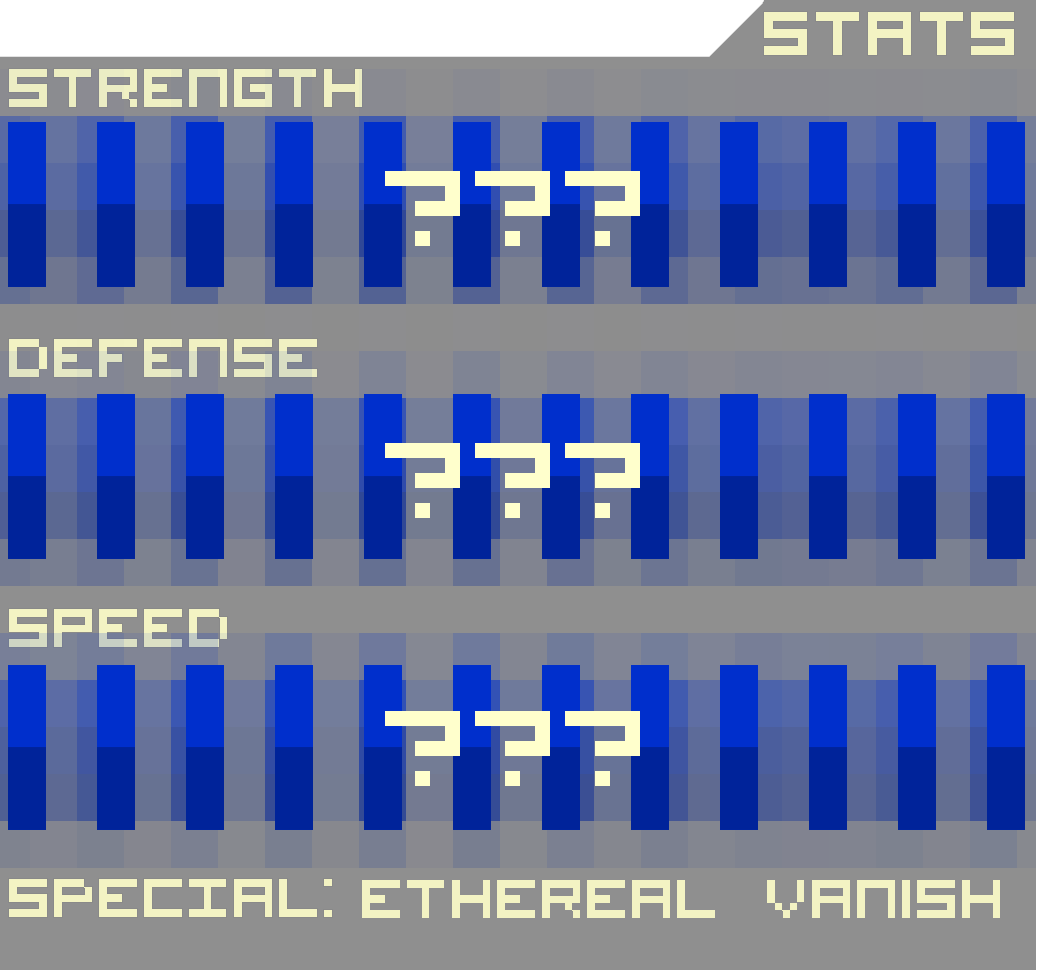 STATS
STRENGTH
???
DEFENSE
???
SPEED
???
SPECIAL: ETHEREAL VANISH